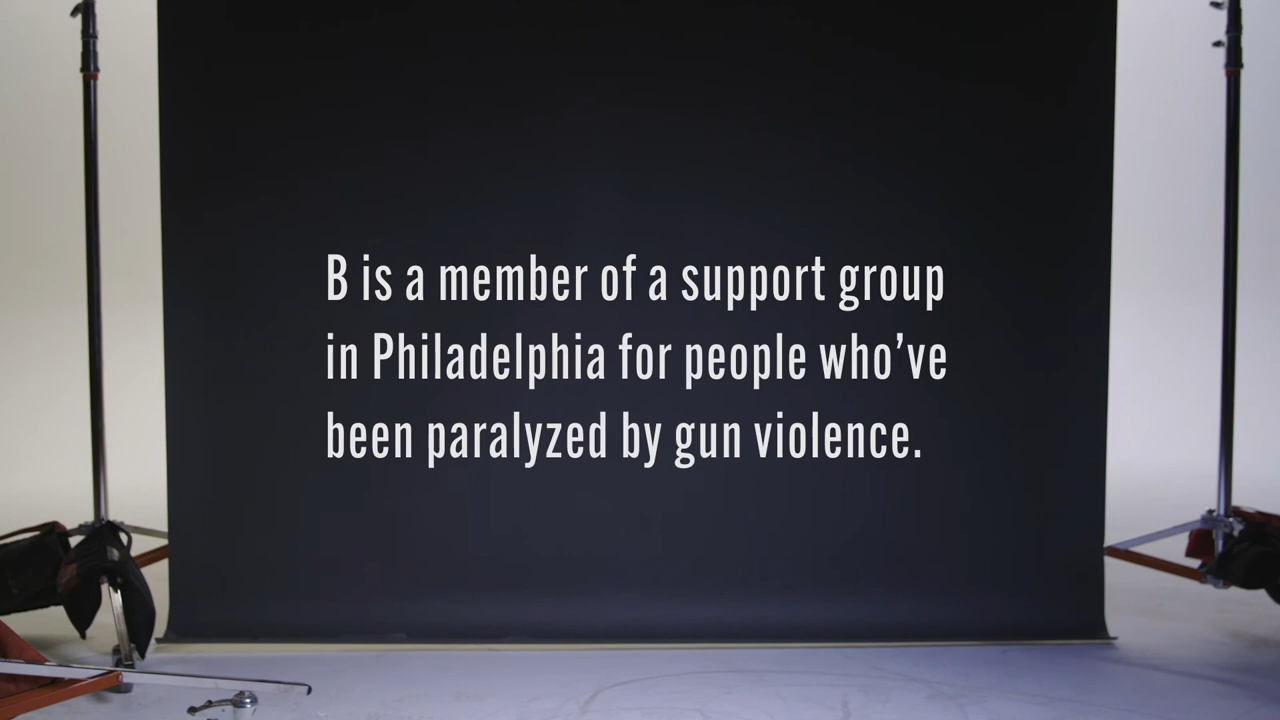 B is a member of a support group
in Philadelphia for people who’ve
been paralyzed by gun violence.